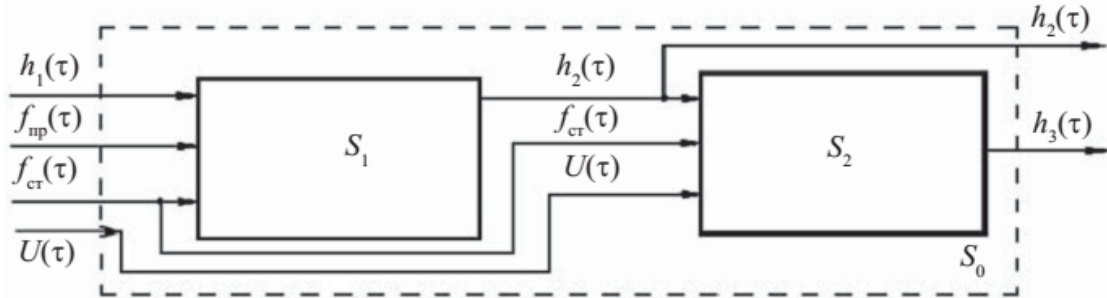 h₂(τ)
h₁(τ)
h₂(τ)
f_пр(τ)
f_ст(τ)
h₃(τ)
S₁
S₂
f_ст(τ)
U(τ)
U(τ)
S₀